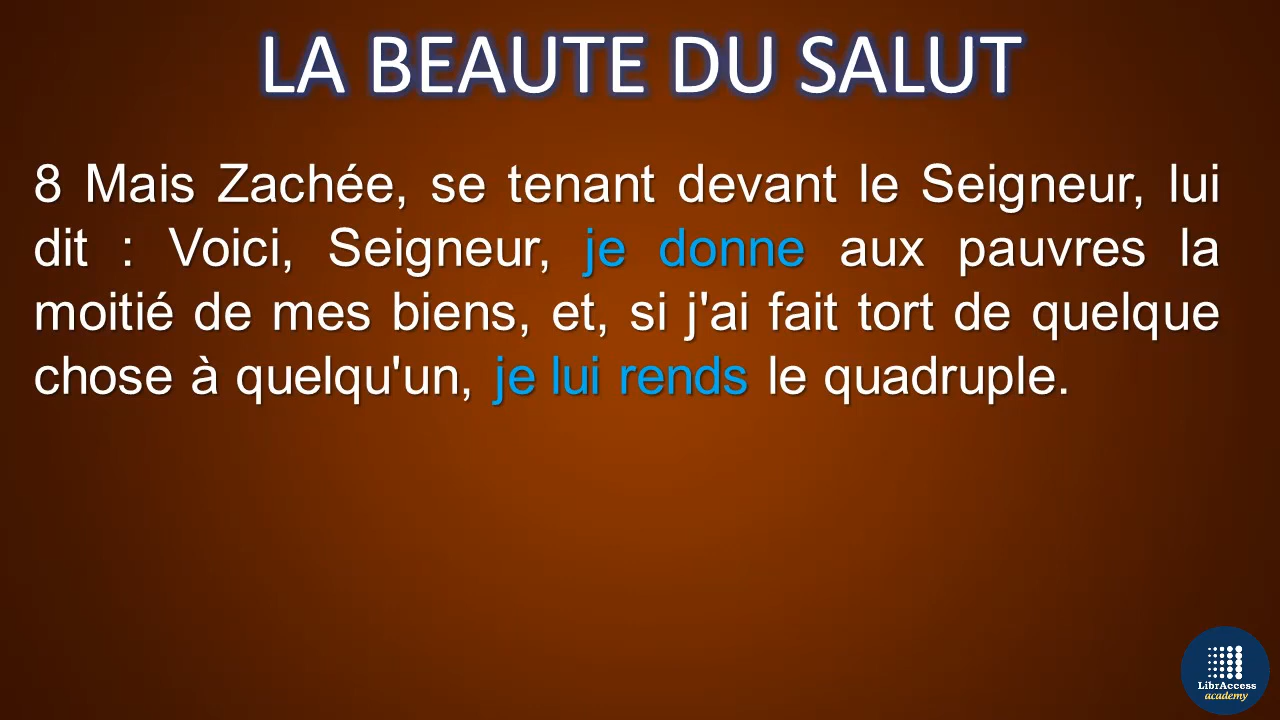 LA BEAUTE DU SALUT
8 Mais Zachée, se tenant devant le Seigneur, lui
dit : Voici, Seigneur, je donne aux pauvres la
moitié de mes biens, et, si j'ai fait tort de quelque
chose à quelqu'un, je lui rends le quadruple.
LibrAccess
academy